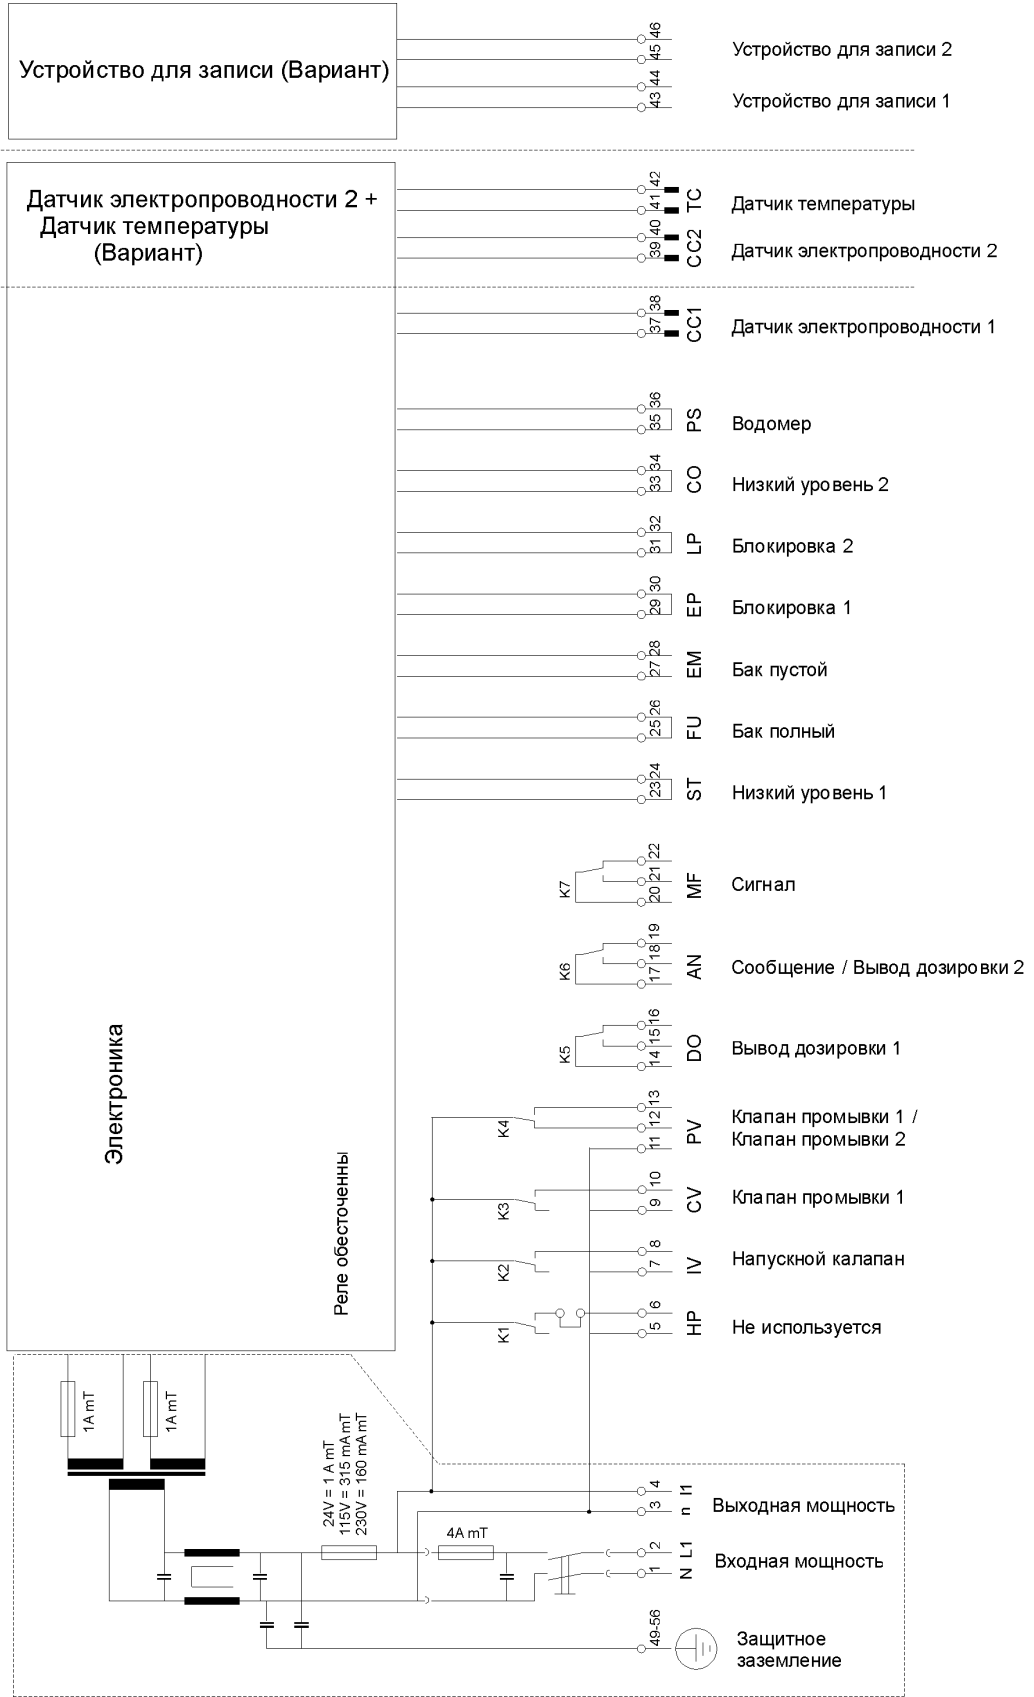 Устройство для записи (Вариант)
46
45
Устройство для записи 2
44
43
Устройство для записи 1
Датчик электропроводности 2 +
Датчик температуры
(Вариант)
42
41
TC
Датчик температуры
40
39
CC2
Датчик электропроводности 2
38
37
CC1
Датчик электропроводности 1
36
35
PS
Водомер
34
33
CO
Низкий уровень 2
32
31
LP
Блокировка 2
30
29
EP
Блокировка 1
28
27
EM
Бак пустой
26
25
FU
Бак полный
24
23
ST
Низкий уровень 1
K7
22
21
20
MF
Сигнал
K6
19
18
17
AN
Сообщение / Вывод дозировки 2
K5
16
15
14
DO
Вывод дозировки 1
Электроника
Реле обесточенны
K4
13
12
11
PV
Клапан промывки 1 /
Клапан промывки 2
K3
10
9
CV
Клапан промывки 1
K2
8
7
IV
Напускной калапан
K1
6
5
HP
Не используется
1A mT
1A mT
24V = 1 A mT
115V = 315 mA mT
230V = 160 mA mT
4A mT
4
3
l1
n
Выходная мощность
2
1
L1
N
Входная мощность
49-56
Защитное
заземление